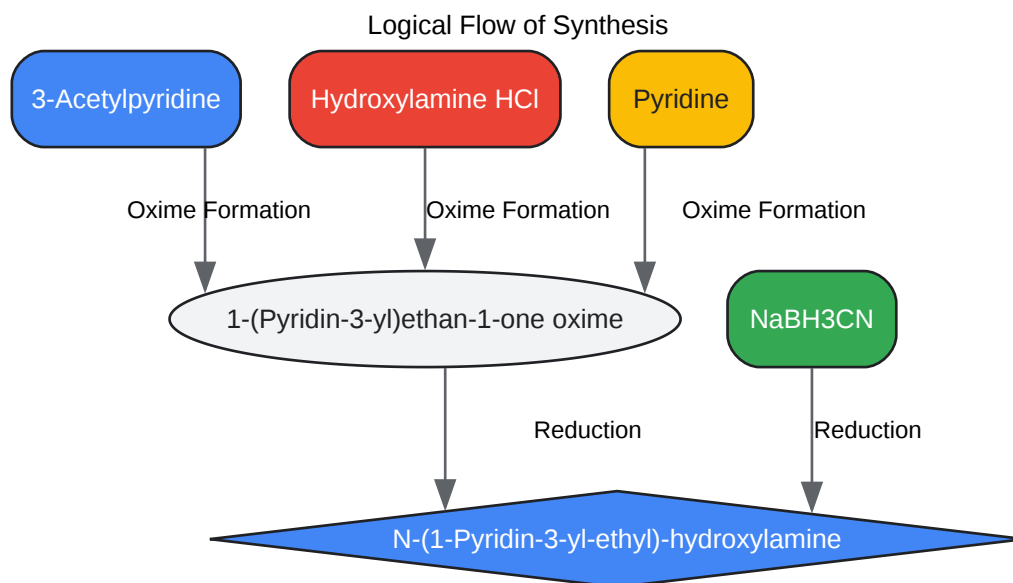 Logical Flow of Synthesis
3-Acetylpyridine
Hydroxylamine HCl
Pyridine
Oxime Formation
Oxime Formation
Oxime Formation
1-(Pyridin-3-yl)ethan-1-one oxime
NaBH3CN
Reduction
Reduction
N-(1-Pyridin-3-yl-ethyl)-hydroxylamine